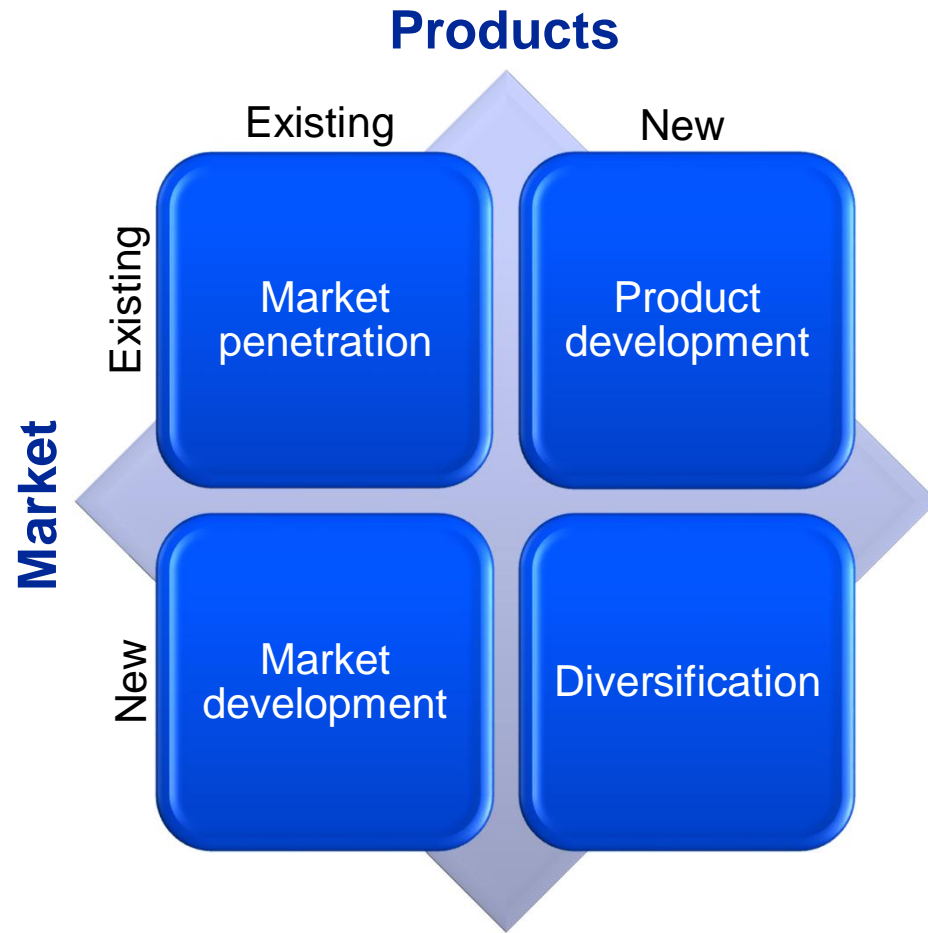 Products
Existing
New
Existing
Market
penetration
Product
development
Market
New
Market
development
Diversification